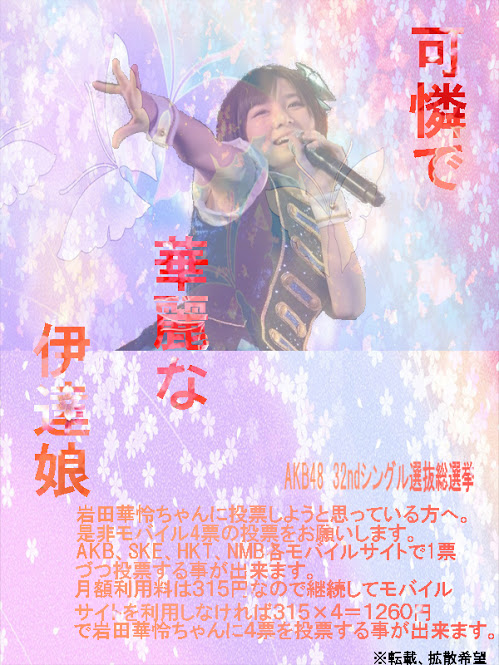 可憐で
華麗な
伊達娘
AKB48 32ndシングル選抜総選挙
岩田華怜ちゃんに投票しようと思っている方へ。
是非モバイル4票の投票をお願いします。
AKB、SKE、HKT、NMB各モバイルサイトで1票
づつ投票する事が出来ます。
月額利用料は315円なので継続してモバイル
サイトを利用しなければ315×4=1260円
で岩田華怜ちゃんに4票を投票する事が出来ます。
※転載、拡散希望